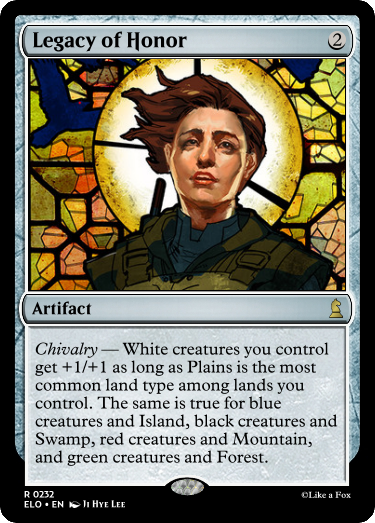 Legacy of Honor 2
Artifact
Chivalry — White creatures you control
get +1/+1 as long as Plains is the most
common land type among lands you
control. The same is true for blue
creatures and Island, black creatures and
Swamp, red creatures and Mountain,
and green creatures and Forest.
R 0232
ELO • EN Ji Hye Lee
©Like a Fox